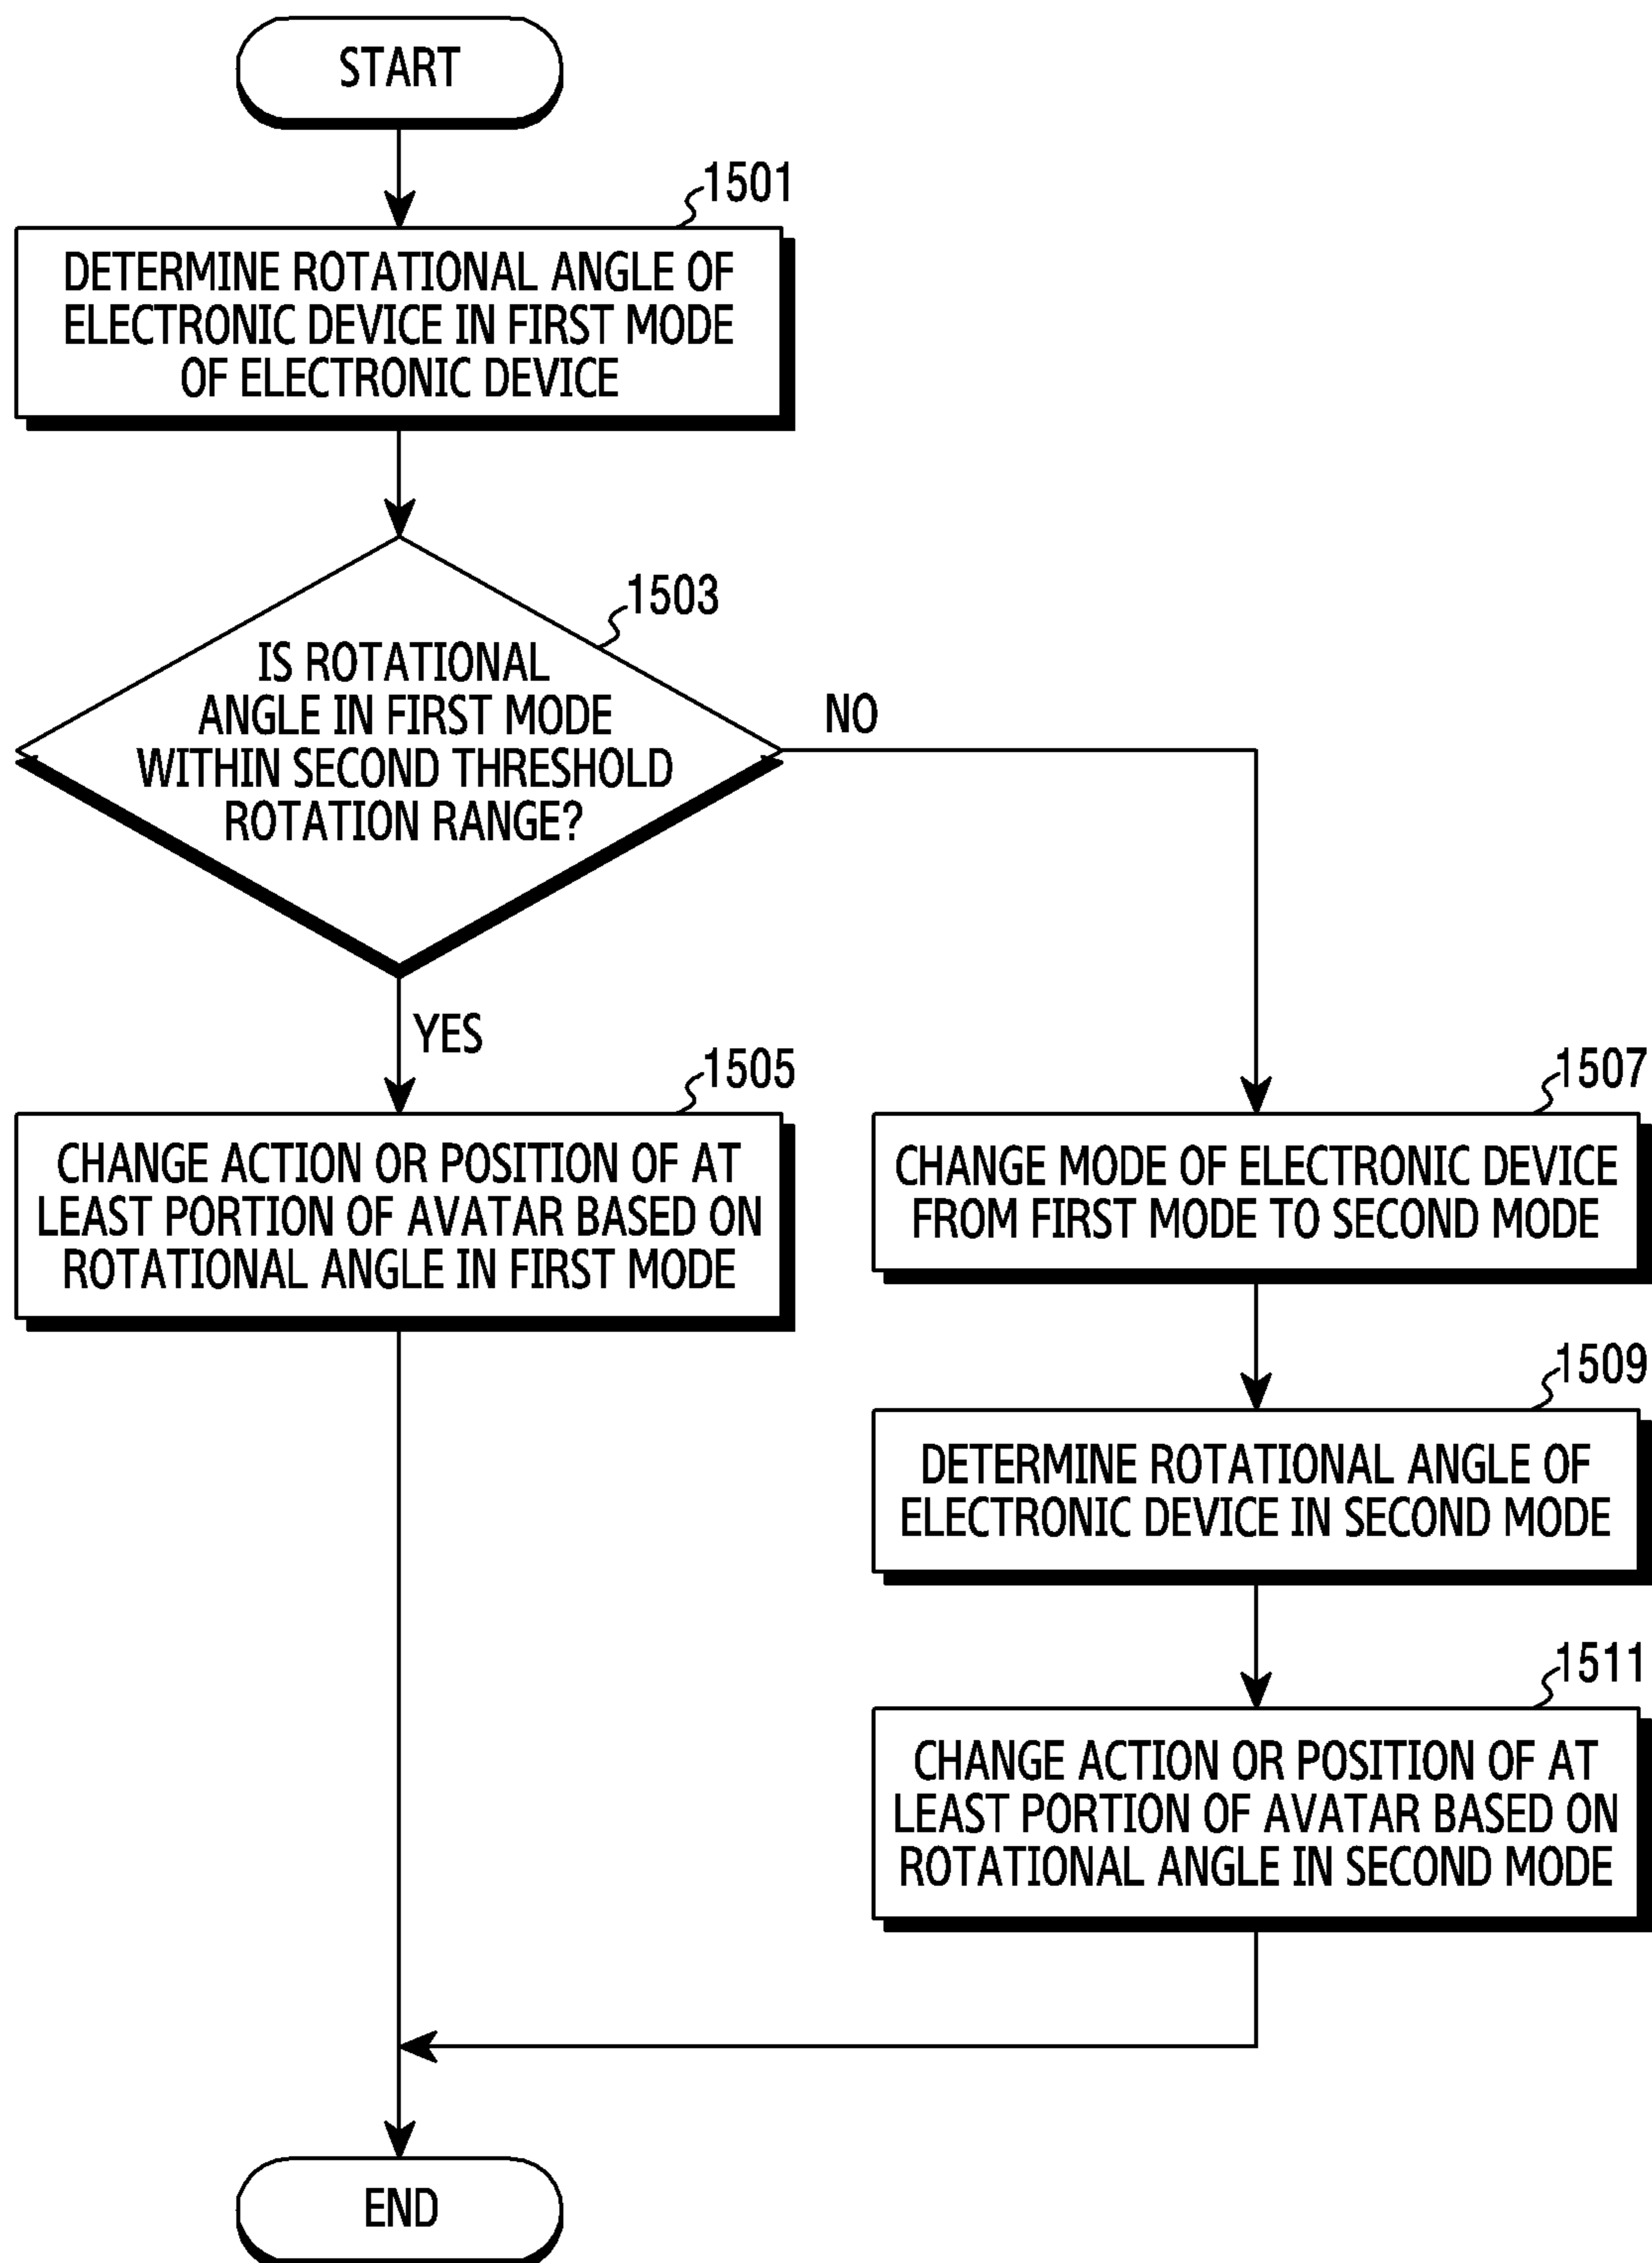 START
1501
DETERMINE ROTATIONAL ANGLE OF
ELECTRONIC DEVICE IN FIRST MODE
OF ELECTRONIC DEVICE
1503
IS ROTATIONAL
ANGLE IN FIRST MODE
WITHIN SECOND THRESHOLD
ROTATION RANGE?
NO
YES
1505
CHANGE ACTION OR POSITION OF AT
LEAST PORTION OF AVATAR BASED ON
ROTATIONAL ANGLE IN FIRST MODE
1507
CHANGE MODE OF ELECTRONIC DEVICE
FROM FIRST MODE TO SECOND MODE
1509
DETERMINE ROTATIONAL ANGLE OF
ELECTRONIC DEVICE IN SECOND MODE
1511
CHANGE ACTION OR POSITION OF AT
LEAST PORTION OF AVATAR BASED ON
ROTATIONAL ANGLE IN SECOND MODE
END